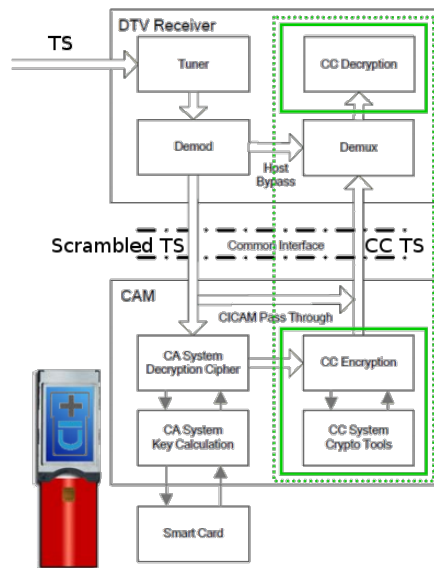 TS
DTV Receiver
Tuner
CC Decryption
Demod
Demux
Host
Bypass
Scrambled TS
Common Interface
CC TS
CAM
CICAM Pass Through
CA System
Decryption Cipher
CC Encryption
CA System
Key Calculation
CC System
Crypto Tools
Smart Card
CI+